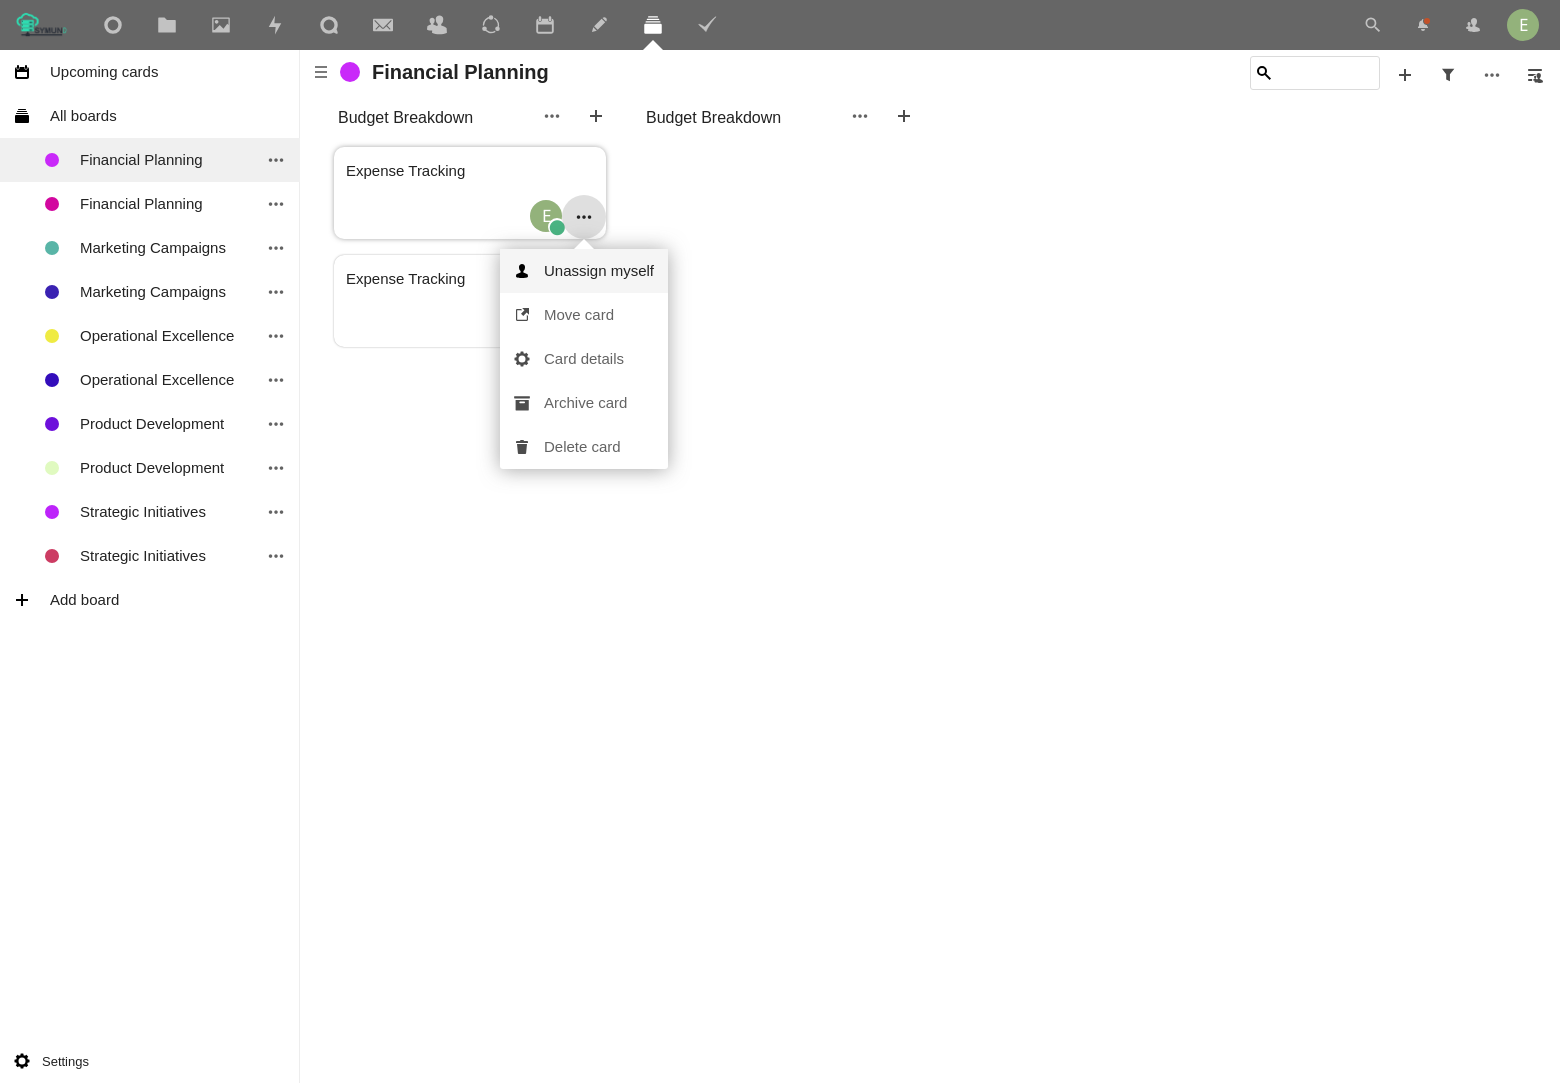 Upcoming cards
All boards
Financial Planning
Financial Planning
Marketing Campaigns
Marketing Campaigns
Operational Excellence
Operational Excellence
Product Development
Product Development
Strategic Initiatives
Strategic Initiatives
Add board
Settings
E
Financial Planning
Budget Breakdown
Budget Breakdown
Expense Tracking
E
Expense Tracking
Unassign myself
Move card
Card details
Archive card
Delete card